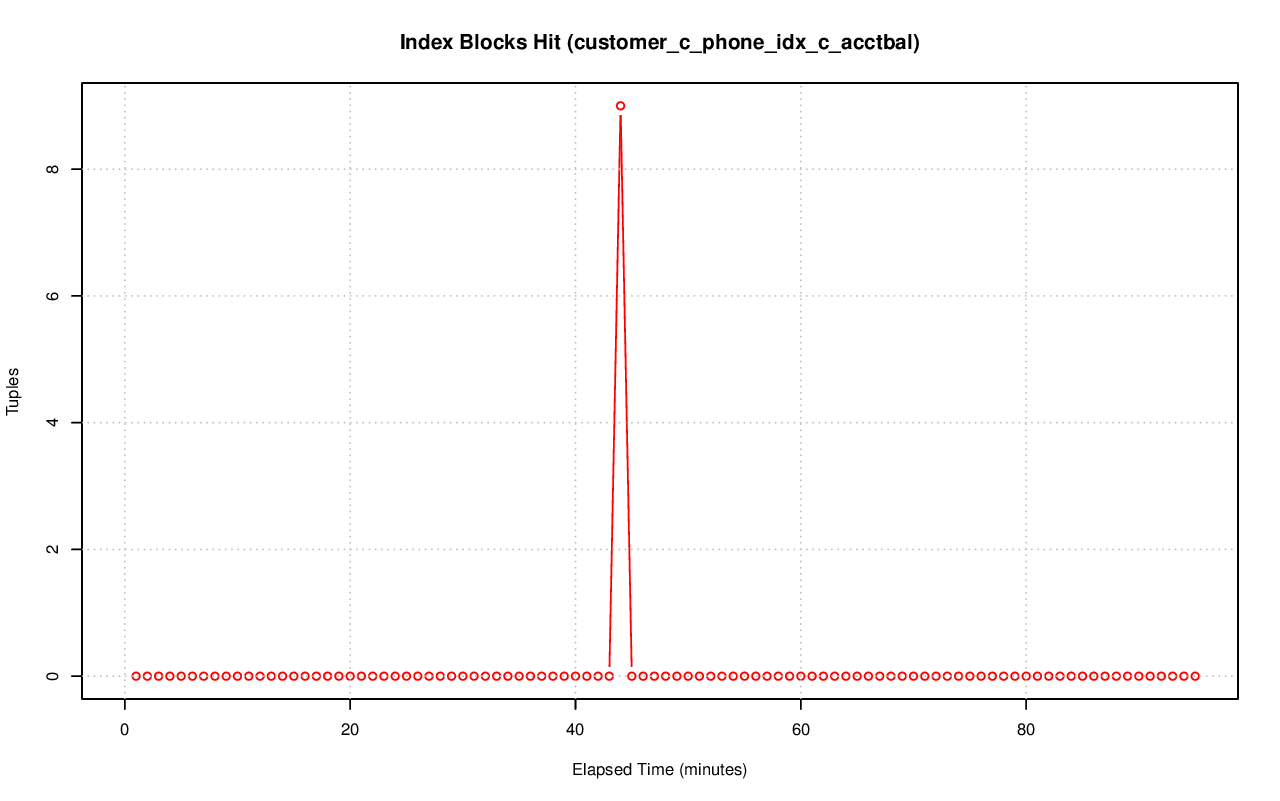 Index Blocks Hit (customer_c_phone_idx_c_acctbal)
Tuples
8
6
4
2
0
0 20 40 60 80
Elapsed Time (minutes)